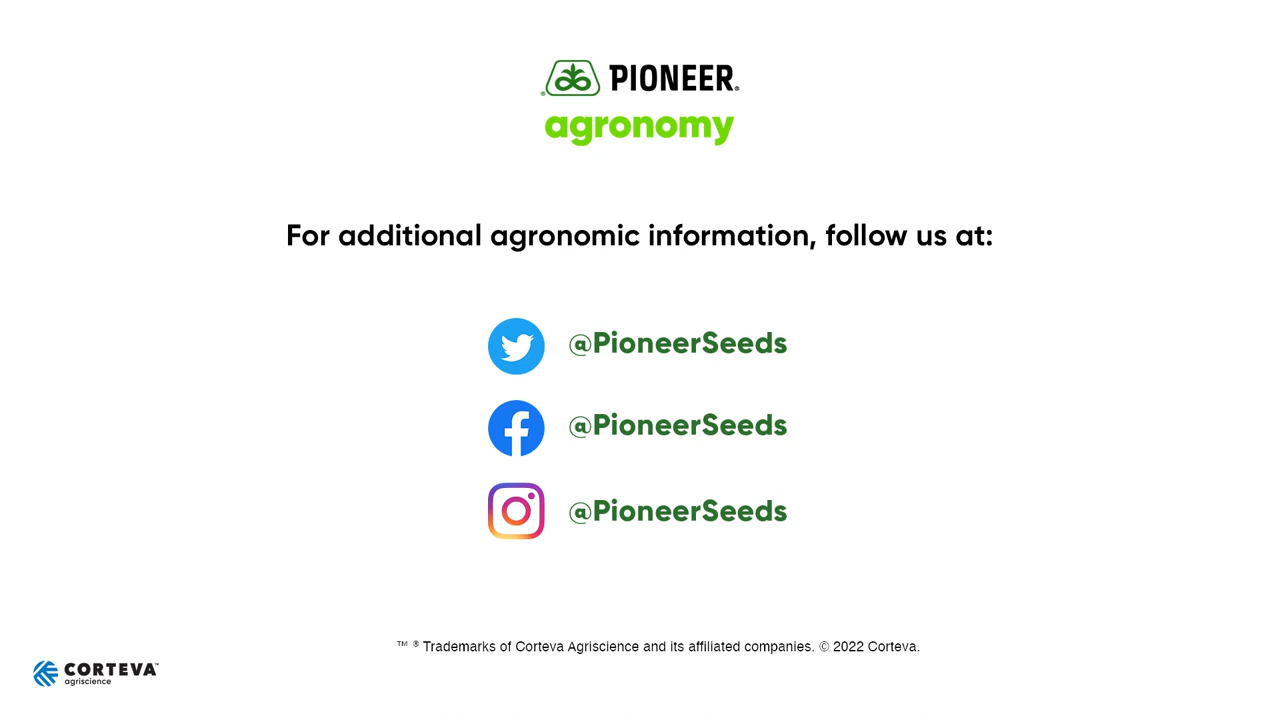 PIONEER®
agronomy
For additional agronomic information, follow us at:
@PioneerSeeds
@PioneerSeeds
@PioneerSeeds
™ ® Trademarks of Corteva Agriscience and its affiliated companies. © 2022 Corteva.
CORTEVA™
agriscience